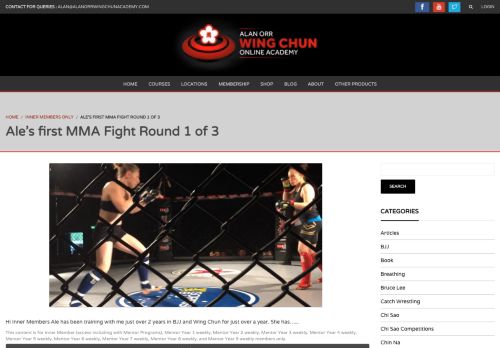 CONTACT FOR QUERIES : ALAN@ALANORRWINGCHUNACADEMY.COM
LOGIN
ALAN ORR
WING CHUN
ONLINE ACADEMY
HOME COURSES LOCATIONS MEMBERSHIP SHOP BLOG ABOUT OTHER PRODUCTS
HOME / INNER MEMBERS ONLY / ALE'S FIRST MMA FIGHT ROUND 1 OF 3
Ale's first MMA Fight Round 1 of 3
SEARCH
CATEGORIES
Articles
BJJ
Book
Breathing
Bruce Lee
Catch Wrestling
Chi Sao
Chi Sao Competitions
Chin Na
Hi Inner Members Ale has been training with me just over 2 years in BJJ and Wing Chun for just over a year. She has……
This content is for Inner Member (access including with Mentor Programs), Mentor Year 1 weekly, Mentor Year 2 weekly, Mentor Year 3 weekly, Mentor Year 4 weekly,
Mentor Year 5 weekly, Mentor Year 6 weekly, Mentor Year 7 weekly, Mentor Year 8 weekly, and Mentor Year 9 weekly members only.